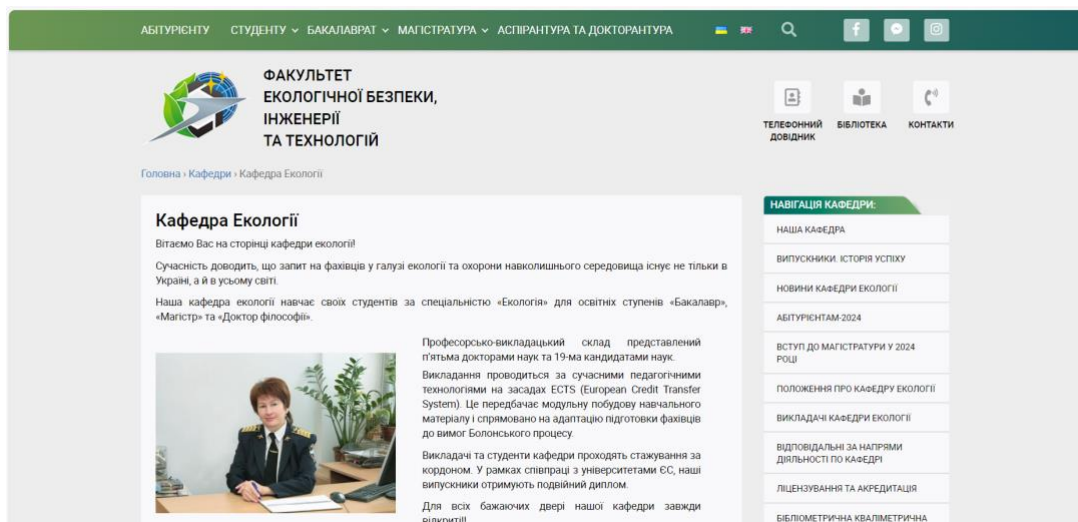 АБІТУРІЄНТУ СТУДЕНТУ БАКАЛАВРАТ МАГІСТРАТУРА АСПІРАНТУРА ТА ДОКТОРАНТУРА
ФАКУЛЬТЕТ
ЕКОЛОГІЧНОЇ БЕЗПЕКИ,
ІНЖЕНЕРІЇ
ТА ТЕХНОЛОГІЙ
ТЕЛЕФОННИЙ
ДОВІДНИК
БІБЛІОТЕКА
КОНТАКТИ
Головна › Кафедри › Кафедра Екології
Кафедра Екології
Вітаємо Вас на сторінці кафедри екології!
Сучасність доводить, що запит на фахівців у галузі екології та охорони навколишнього середовища існує не тільки в
Україні, а й в усьому світі.
Наша кафедра екології навчає своїх студентів за спеціальністю «Екологія» для освітніх ступенів «Бакалавр»,
«Магістр» та «Доктор філософії».
Професорсько-викладацький склад представлений
п'ятьма докторами наук та 19-ма кандидатами наук.
Викладання проводиться за сучасними педагогічними
технологіями на засадах ECTS (European Credit Transfer
System). Це передбачає модульну побудову навчального
матеріалу і спрямовано на адаптацію підготовки фахівців
до вимог Болонського процесу.
Викладачі та студенти кафедри проходять стажування за
кордоном. У рамках співпраці з університетами ЄС, наші
випускники отримують подвійний диплом.
Для всіх бажаючих двері нашої кафедри завжди
відкриті!!
НАВІГАЦІЯ КАФЕДРИ:
НАША КАФЕДРА
ВИПУСКНИКИ. ІСТОРІЯ УСПІХУ
НОВИНИ КАФЕДРИ ЕКОЛОГІЇ
АБІТУРІЄНТАМ-2024
ВСТУП ДО МАГІСТРАТУРИ У 2024
РОЦІ
ПОЛОЖЕННЯ ПРО КАФЕДРУ ЕКОЛОГІЇ
ВИКЛАДАЧІ КАФЕДРИ ЕКОЛОГІЇ
ВІДПОВІДАЛЬНІ ЗА НАПРЯМИ
ДІЯЛЬНОСТІ ПО КАФЕДРІ
ЛІЦЕНЗУВАННЯ ТА АКРЕДИТАЦІЯ
БІБЛІОМЕТРИЧНА КВАЛІМЕТРИЧНА